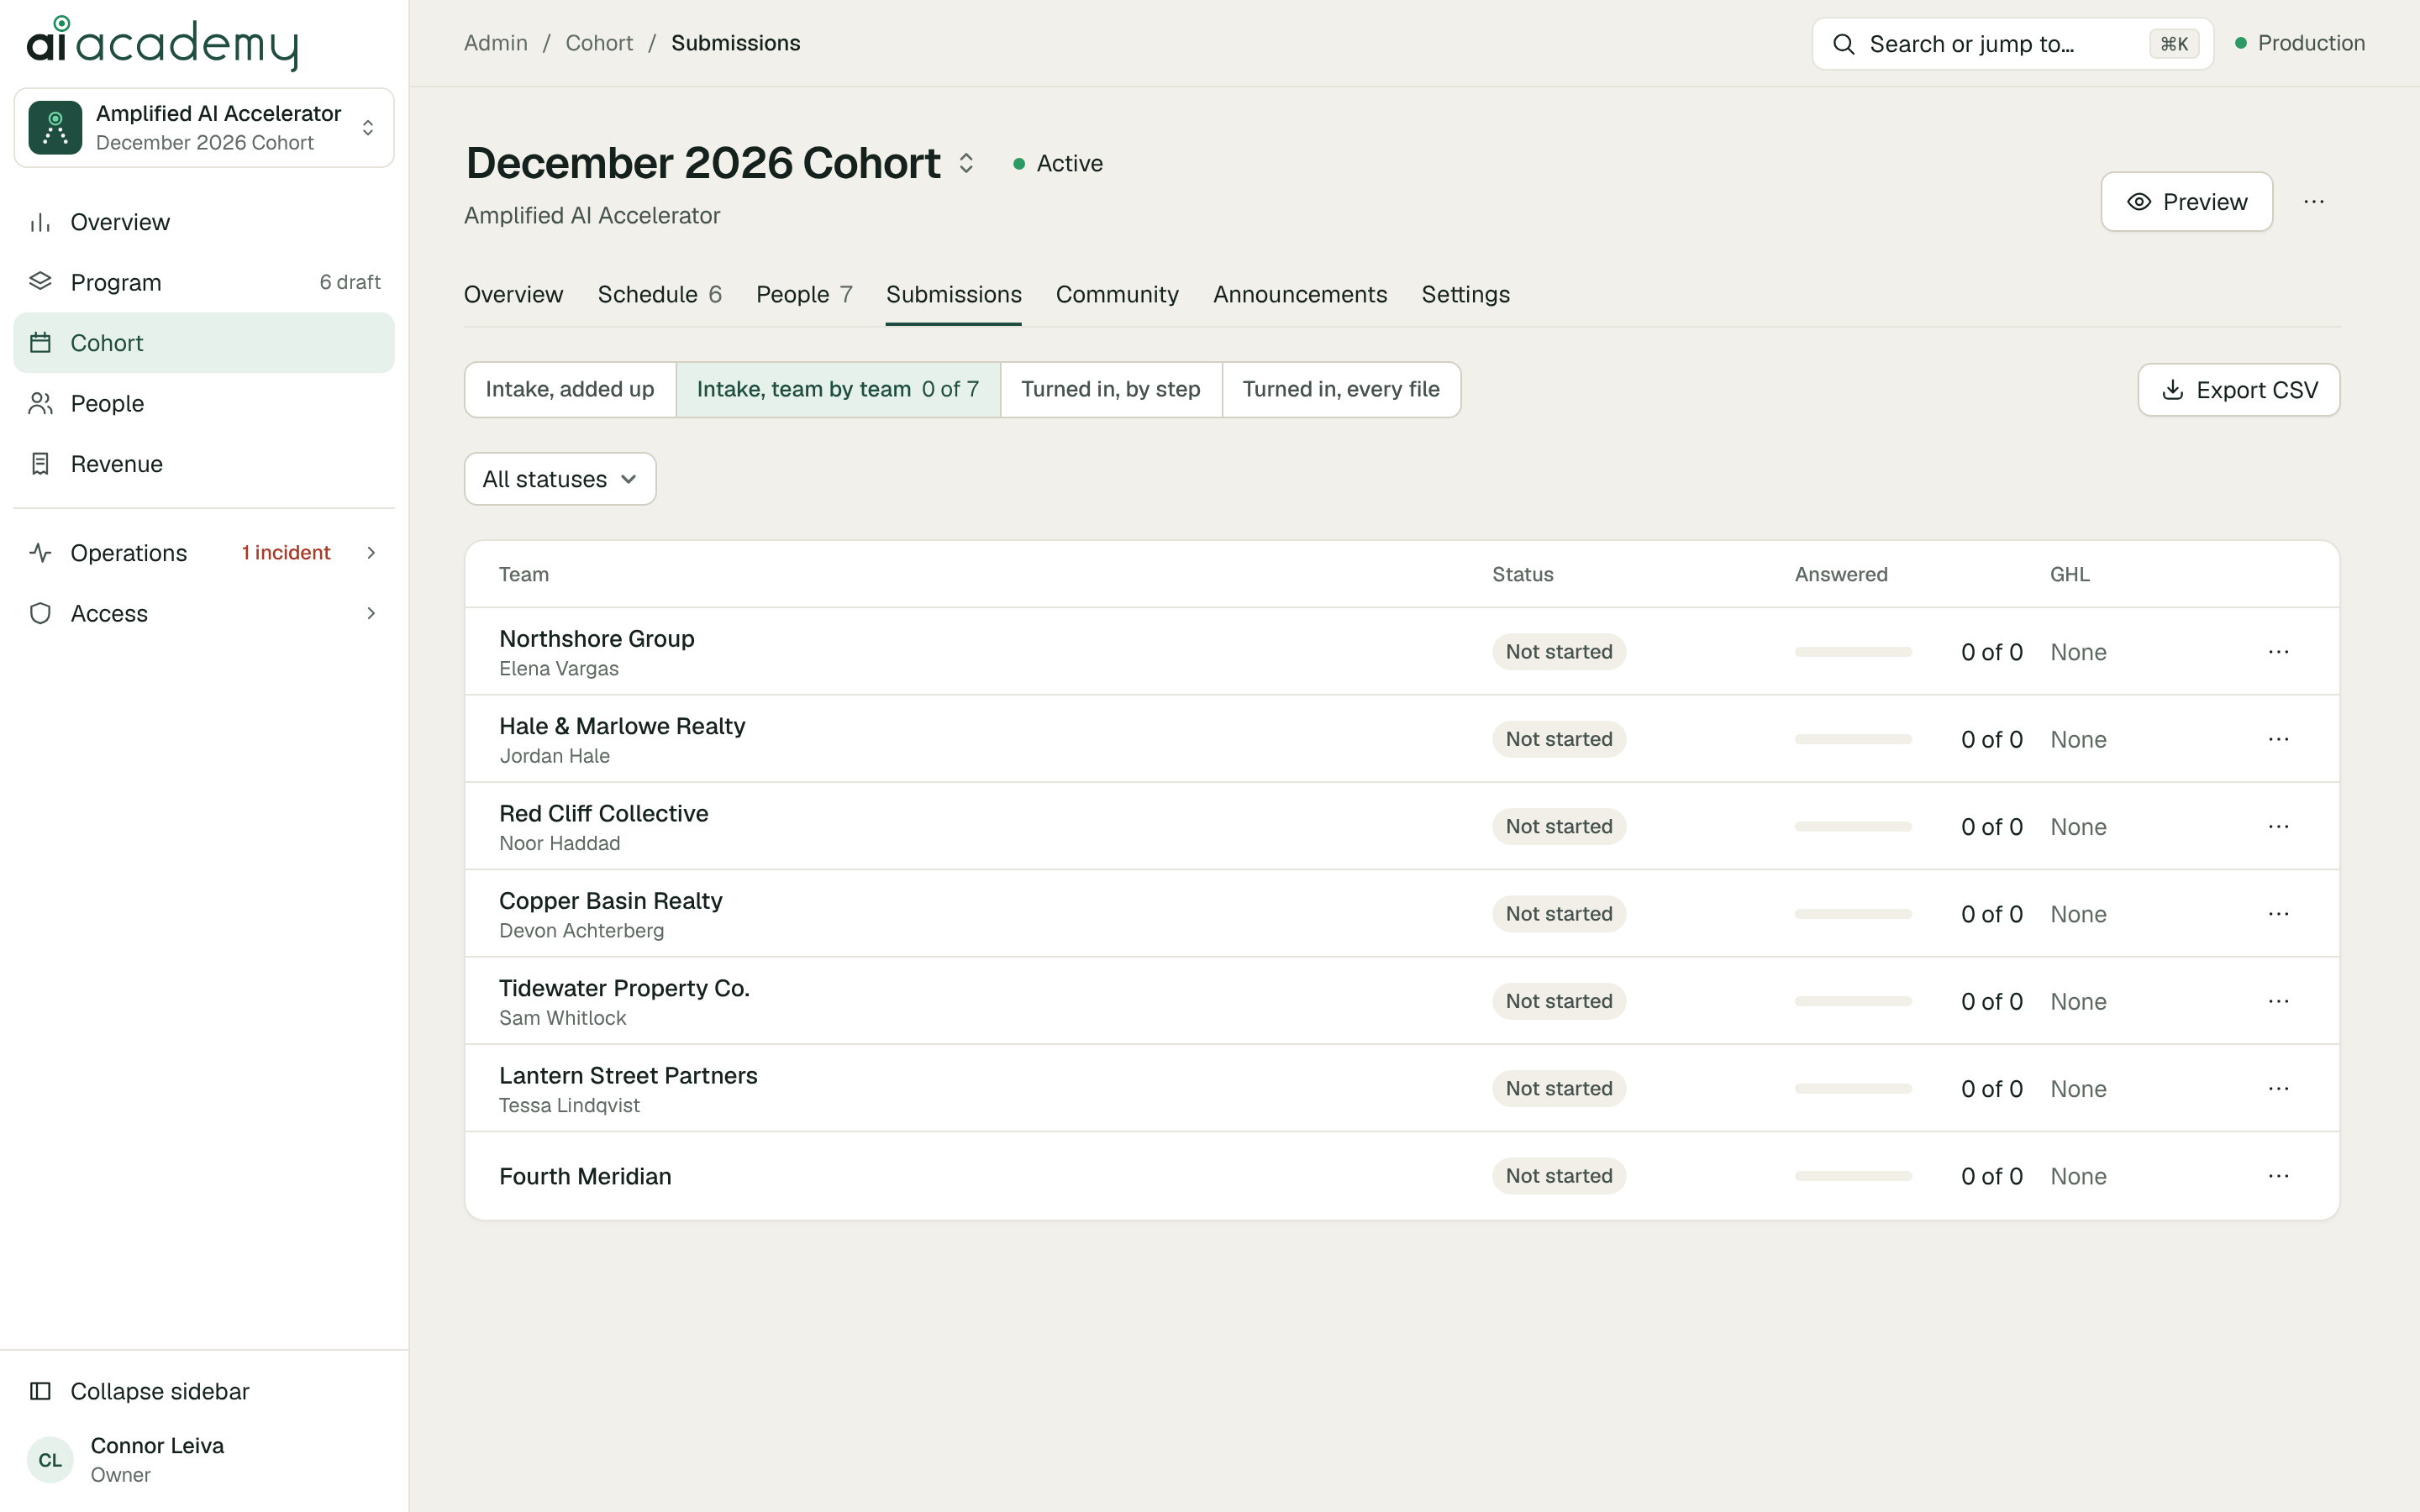 ai academy
Amplified AI Accelerator
December 2026 Cohort
Overview
Program 6 draft
Cohort
People
Revenue
Operations 1 incident
Access
Collapse sidebar
CL
Connor Leiva
Owner
Admin / Cohort / Submissions
Search or jump to... ⌘K
Production
December 2026 Cohort
Active
Amplified AI Accelerator
Preview
Overview Schedule 6 People 7 Submissions Community Announcements Settings
Intake, added up Intake, team by team 0 of 7 Turned in, by step Turned in, every file
Export CSV
All statuses
Team Status Answered GHL
Northshore Group
Elena Vargas
Not started 0 of 0 None
Hale & Marlowe Realty
Jordan Hale
Not started 0 of 0 None
Red Cliff Collective
Noor Haddad
Not started 0 of 0 None
Copper Basin Realty
Devon Achterberg
Not started 0 of 0 None
Tidewater Property Co.
Sam Whitlock
Not started 0 of 0 None
Lantern Street Partners
Tessa Lindqvist
Not started 0 of 0 None
Fourth Meridian
Not started 0 of 0 None